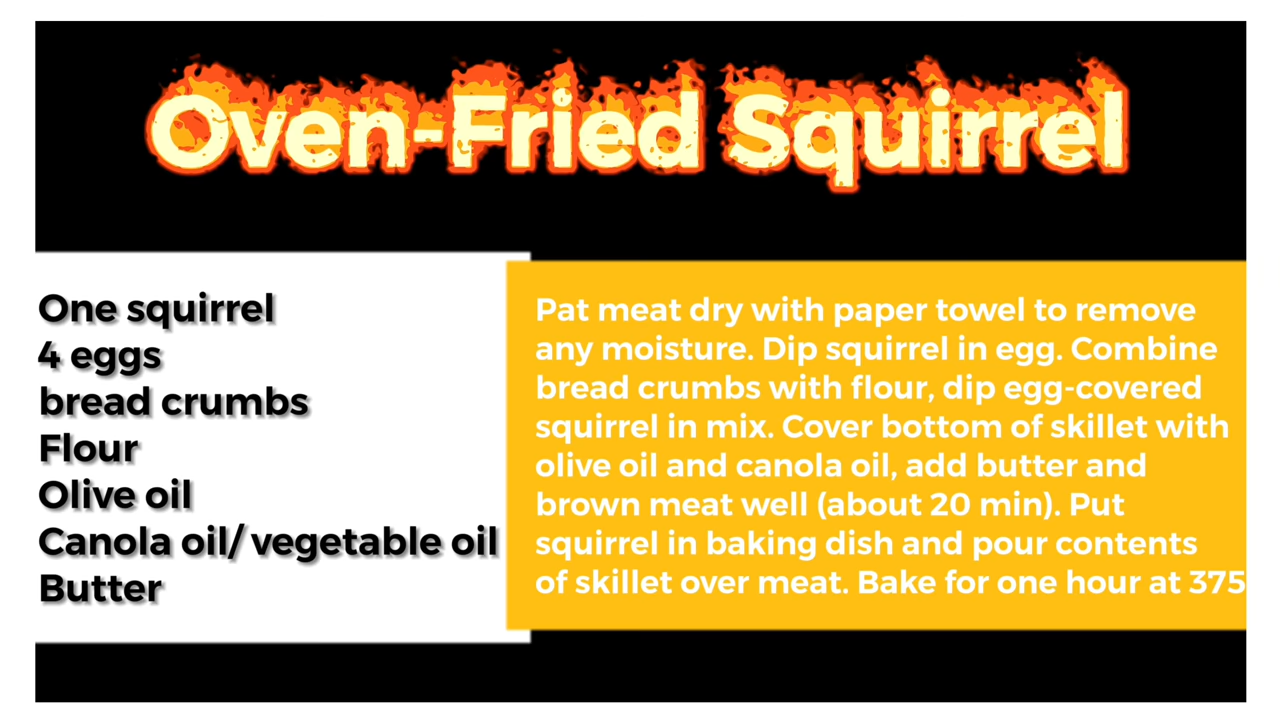 Oven-Fried Squirrel
One squirrel
4 eggs
bread crumbs
Flour
Olive oil
Canola oil/ vegetable oil
Butter
Pat meat dry with paper towel to remove
any moisture. Dip squirrel in egg. Combine
bread crumbs with flour, dip egg-covered
squirrel in mix. Cover bottom of skillet with
olive oil and canola oil, add butter and
brown meat well (about 20 min). Put
squirrel in baking dish and pour contents
of skillet over meat. Bake for one hour at 375